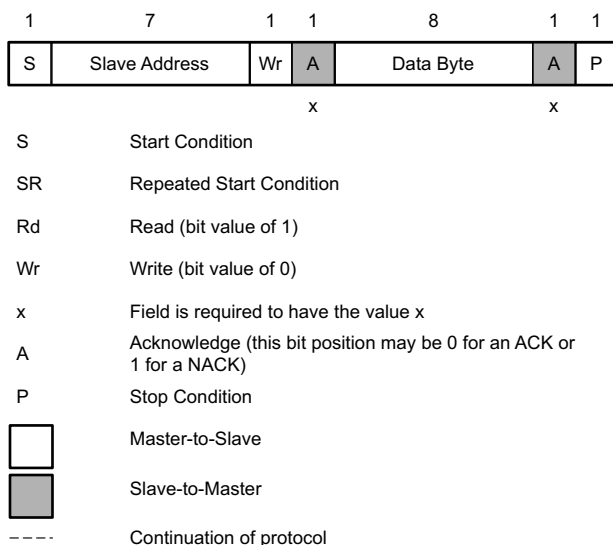 1 7 1 1 8 1 1
S Slave Address Wr A Data Byte A P
x x
S Start Condition
SR Repeated Start Condition
Rd Read (bit value of 1)
Wr Write (bit value of 0)
x Field is required to have the value x
A Acknowledge (this bit position may be 0 for an ACK or
1 for a NACK)
P Stop Condition
Master-to-Slave
Slave-to-Master
Continuation of protocol